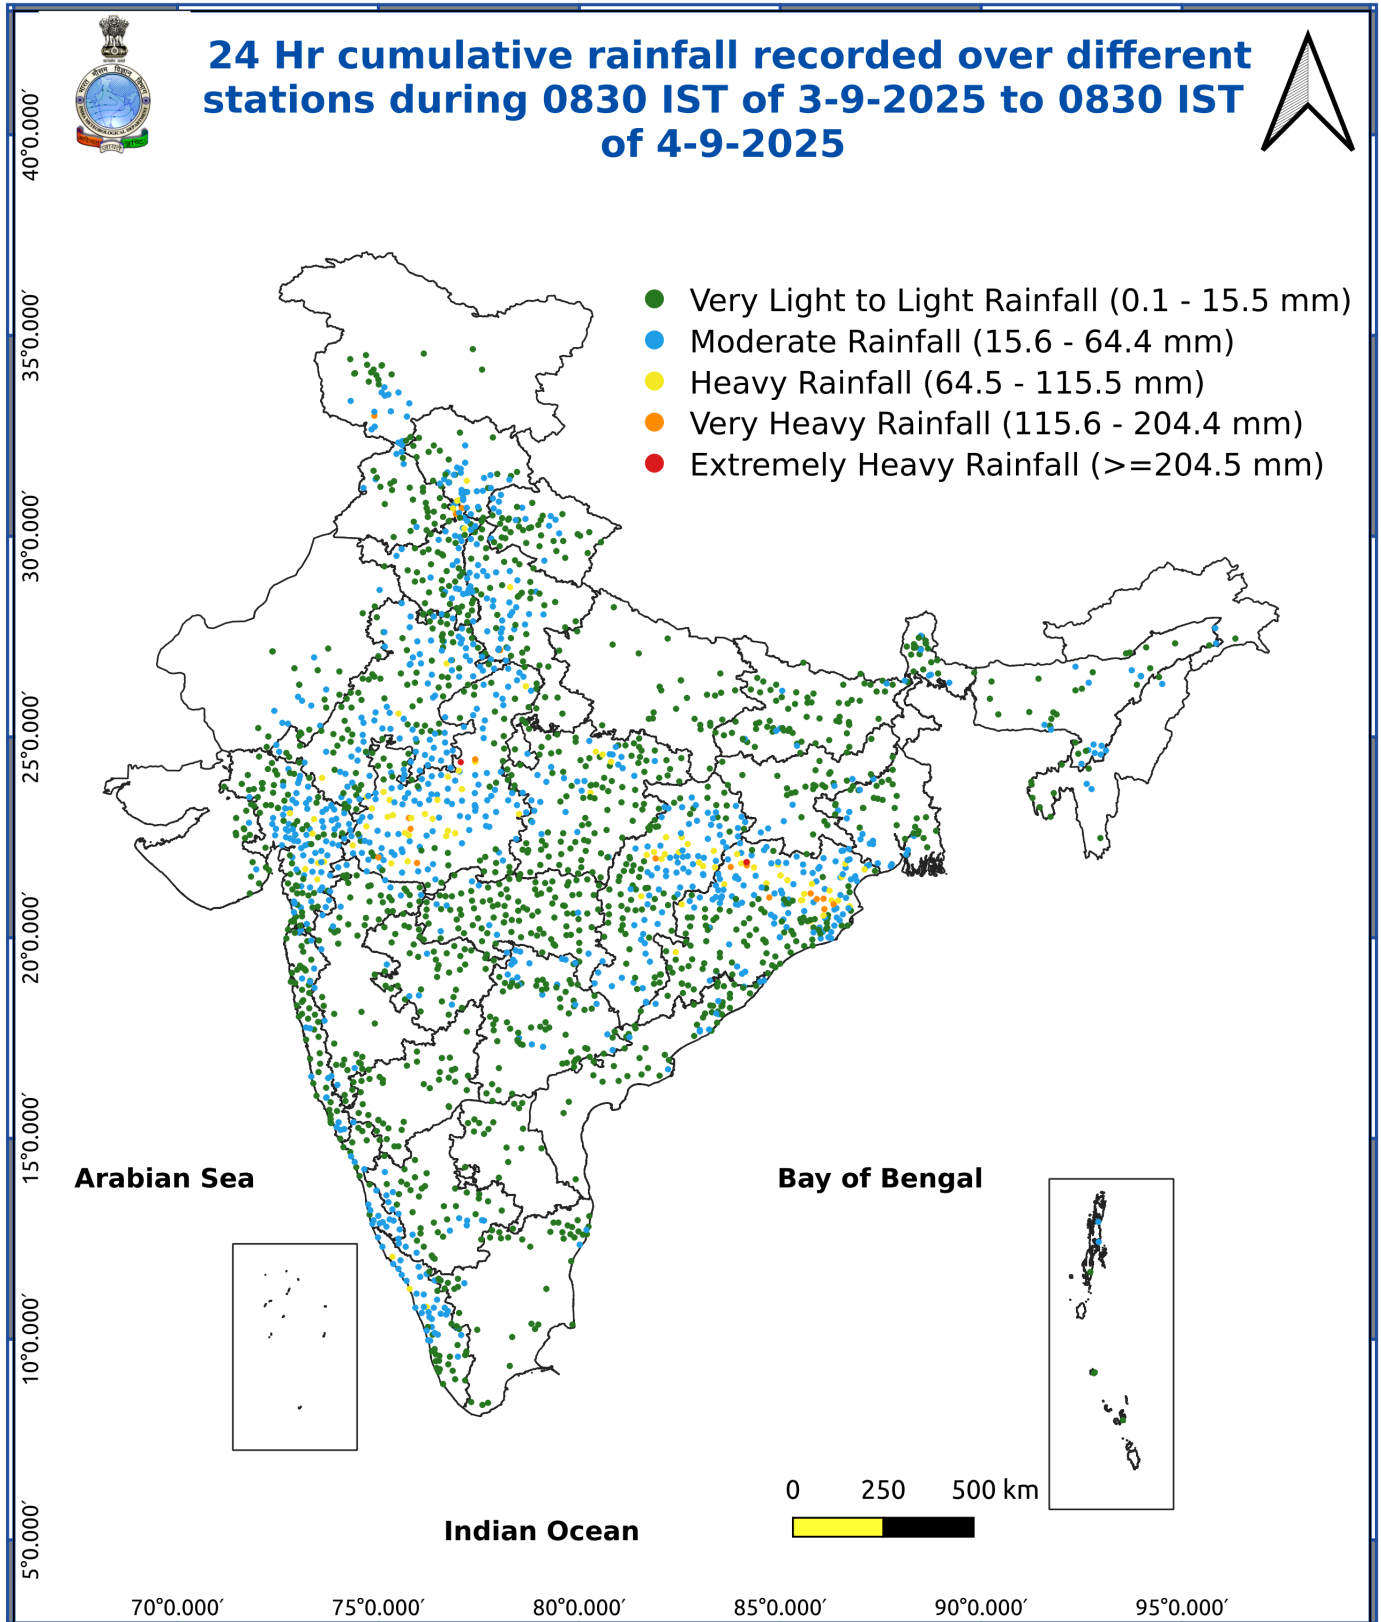 24 Hr cumulative rainfall recorded over different
stations during 0830 IST of 3-9-2025 to 0830 IST
of 4-9-2025
Very Light to Light Rainfall (0.1 - 15.5 mm)
Moderate Rainfall (15.6 - 64.4 mm)
Heavy Rainfall (64.5 - 115.5 mm)
Very Heavy Rainfall (115.6 - 204.4 mm)
Extremely Heavy Rainfall (>=204.5 mm)
40°0.000′
35°0.000′
30°0.000′
25°0.000′
20°0.000′
15°0.000′
10°0.000′
5°0.000′
Arabian Sea
Bay of Bengal
Indian Ocean
0 250 500 km
70°0.000′ 75°0.000′ 80°0.000′ 85°0.000′ 90°0.000′ 95°0.000′